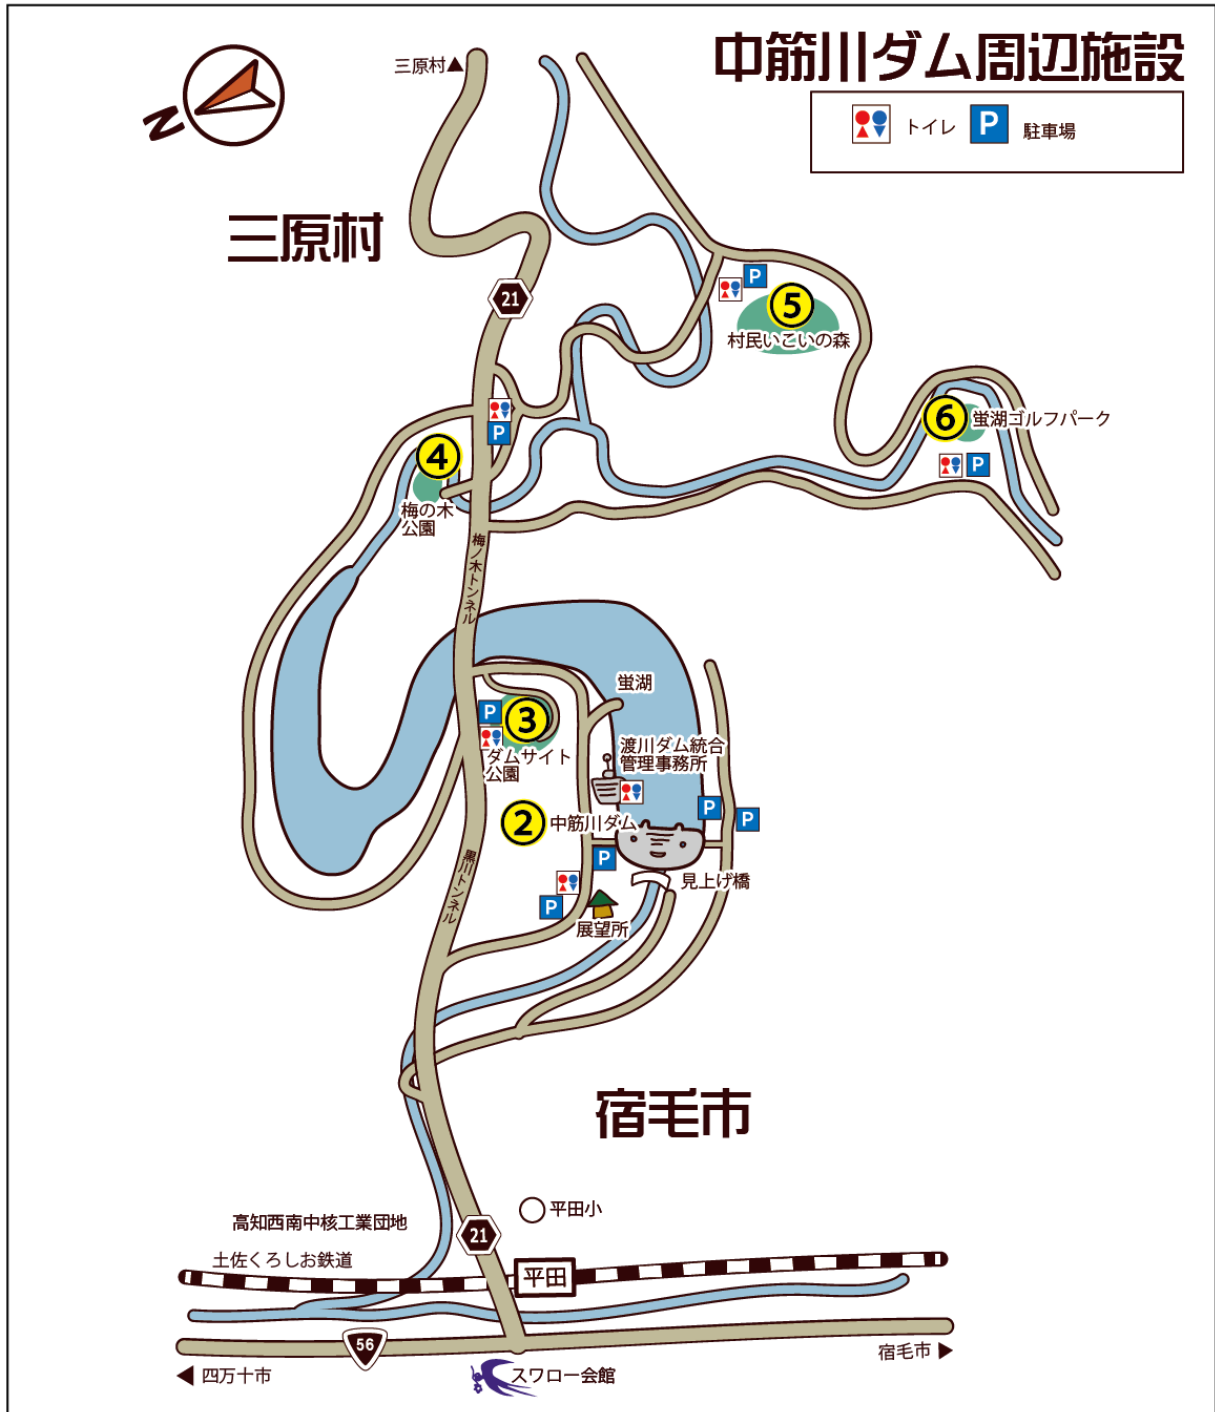 中筋川ダム周辺施設
トイレ
P
駐車場
N
三原村▲
三原村
21
P
5
村民いこいの森
6
蛍湖ゴルフパーク
P
P
4
梅の木
公園
梅ノ木トンネル
蛍湖
P
3
ダムサイト
公園
渡川ダム統合
管理事務所
P
P
2
中筋川ダム
P
見上げ橋
P
展望所
黒川トンネル
宿毛市
平田小
高知西南中核工業団地
21
土佐くろしお鉄道
平田
56
宿毛市▶
◀四万十市
スワロー会館